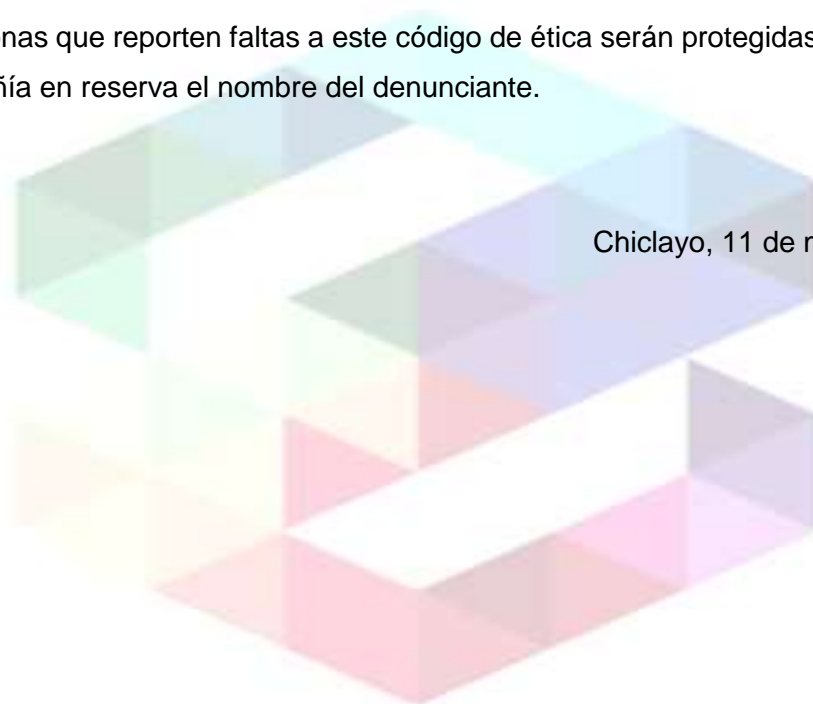 onas que reporten faltas a este código de ética serán protegidas
ñía en reserva el nombre del denunciante.
Chiclayo, 11 de